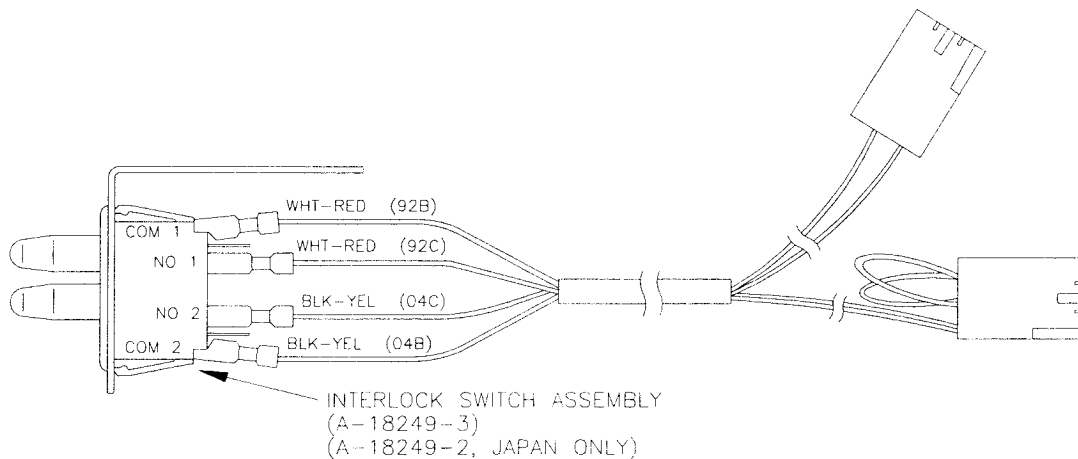 WHT-RED (92B)
COM 1
WHT-RED (92C)
NO 1
NO 2
BLK-YEL (04C)
COM 2
BLK-YEL (04B)
INTERLOCK SWITCH ASSEMBLY
(A-18249-3)
(A-18249-2, JAPAN ONLY)